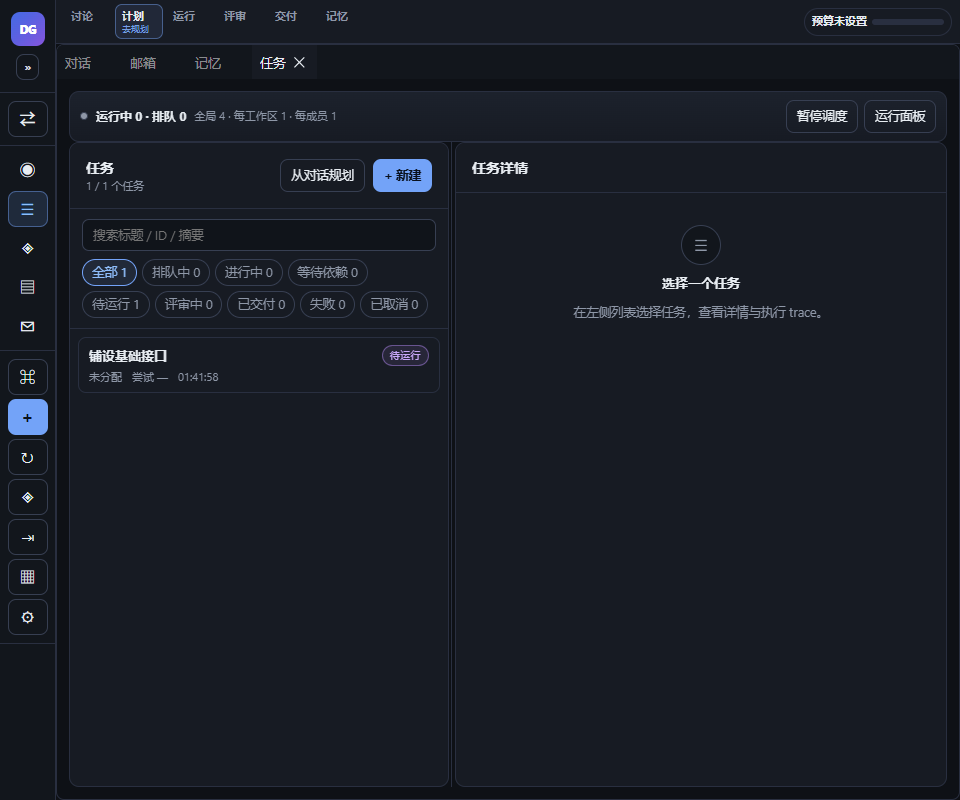 DG
»
讨论 计划 运行 评审 交付 记忆
去规划
预算未设置
对话 邮箱 记忆 任务
运行中 0 · 排队 0 全局 4 · 每工作区 1 · 每成员 1
暂停调度 运行面板
任务
1 / 1 个任务
从对话规划 + 新建
搜索标题 / ID / 摘要
全部 1 排队中 0 进行中 0 等待依赖 0
待运行 1 评审中 0 已交付 0 失败 0 已取消 0
铺设基础接口 待运行
未分配 尝试 — 01:41:58
任务详情
选择一个任务
在左侧列表选择任务，查看详情与执行 trace。